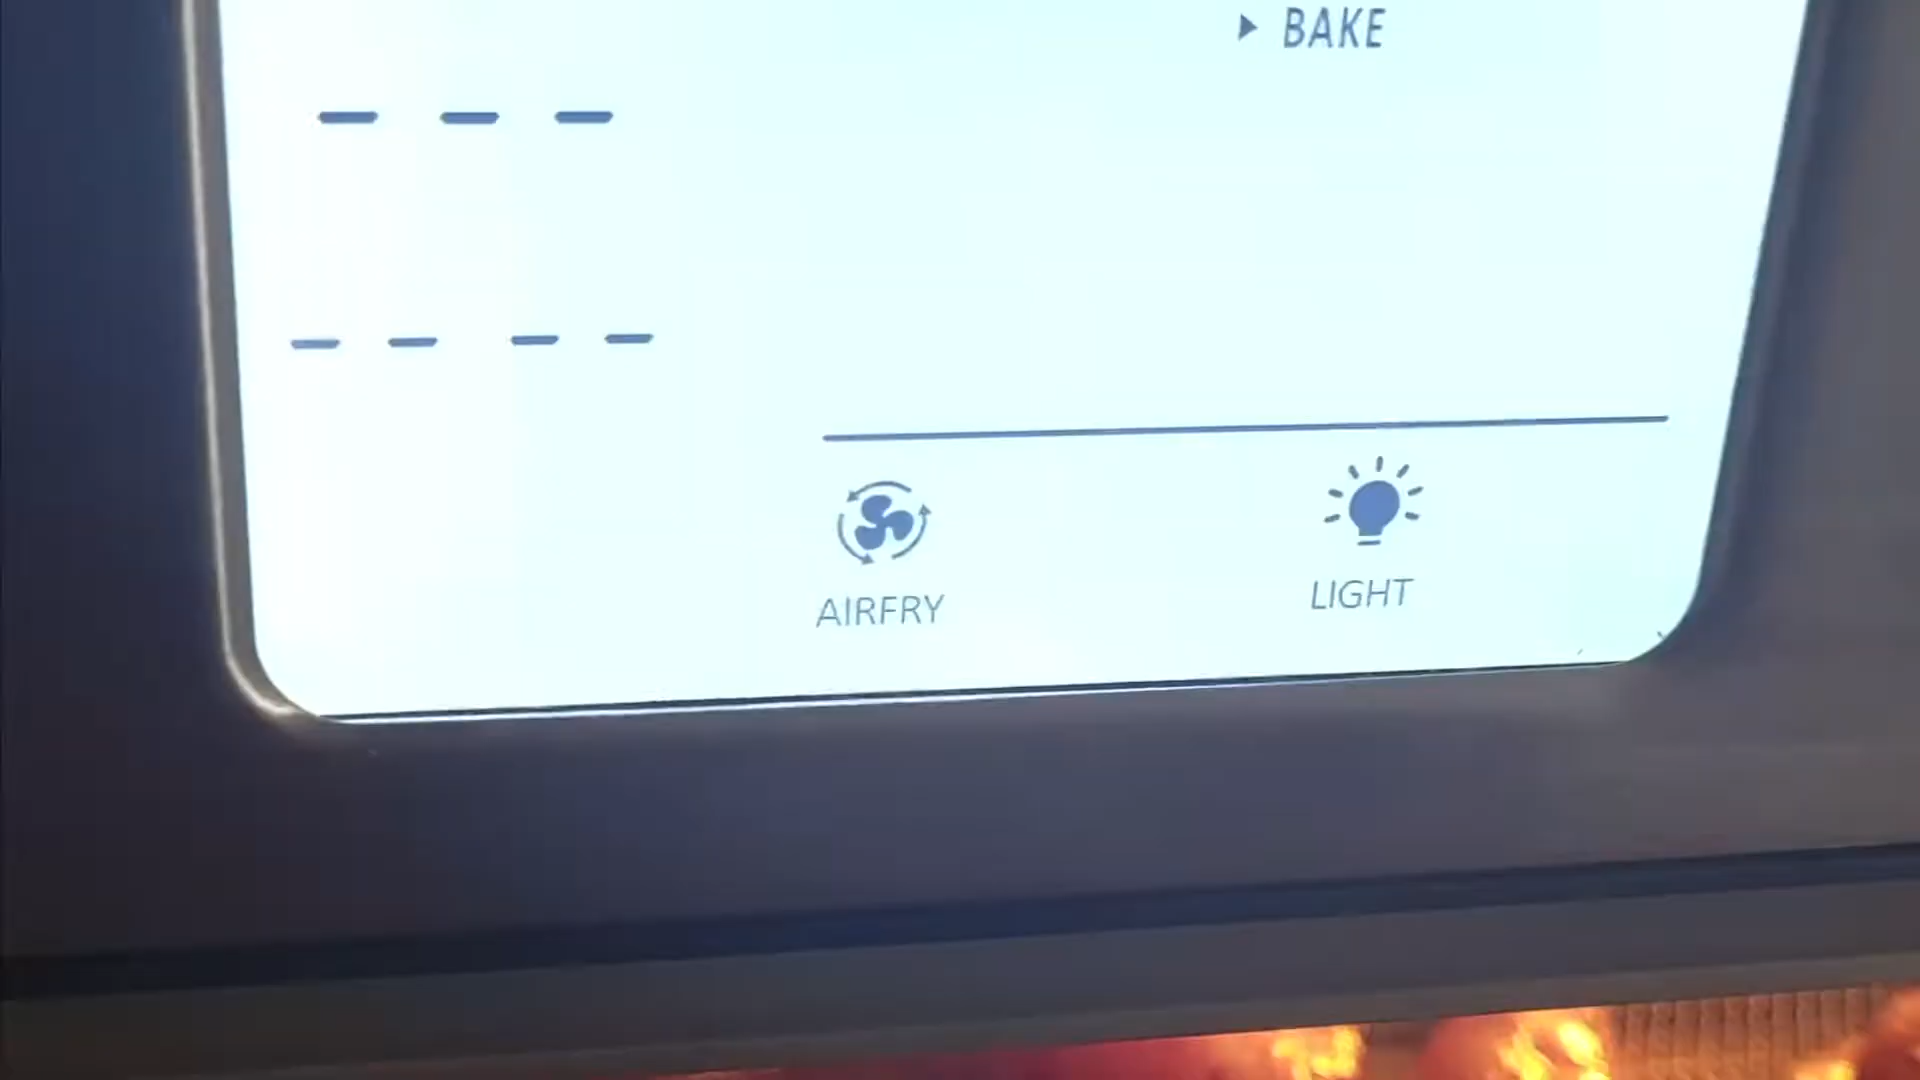 BAKE
- - -
- - - -
AIRFRY
LIGHT